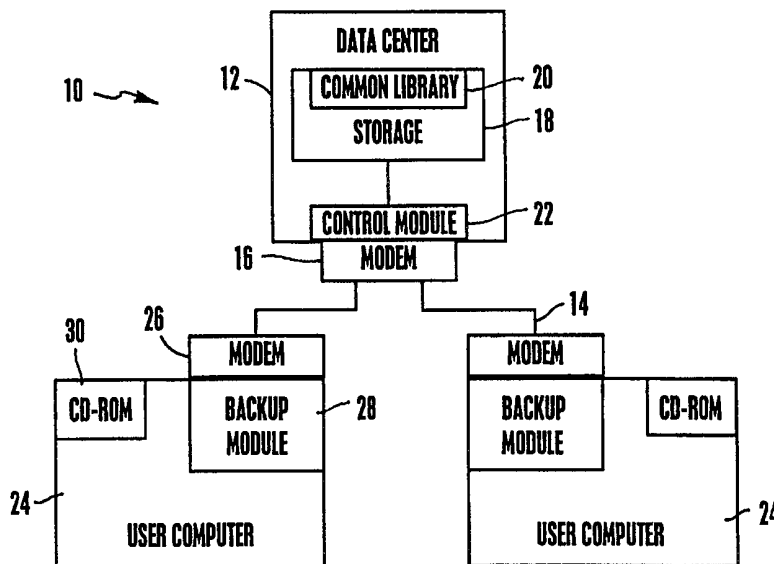 DATA CENTER
12
10
COMMON LIBRARY
20
STORAGE
18
CONTROL MODULE
22
16
MODEM
14
26
MODEM
MODEM
30
CD-ROM
BACKUP
MODULE
28
BACKUP
MODULE
CD-ROM
24
USER COMPUTER
USER COMPUTER
24